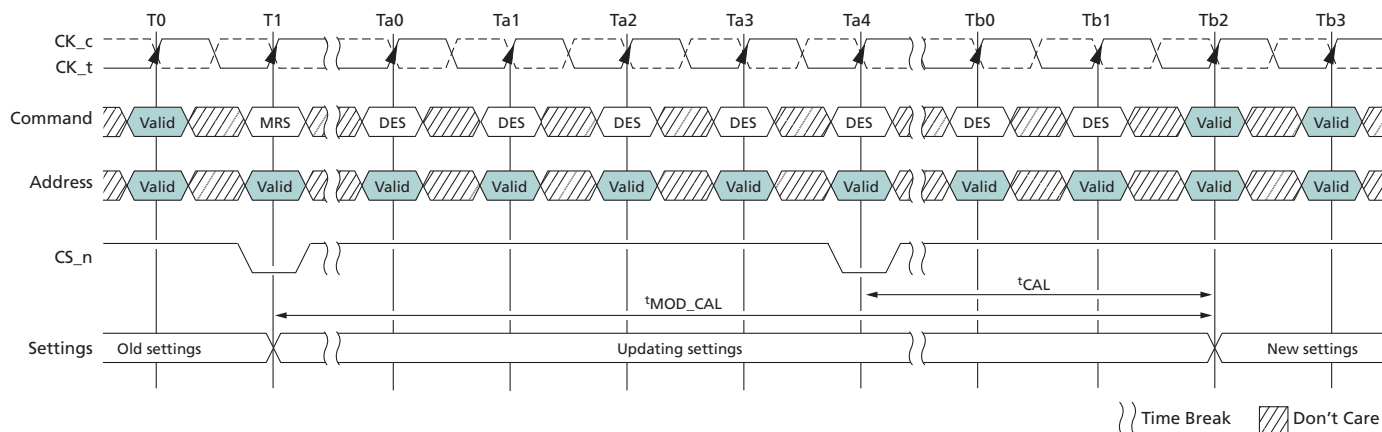 T0 T1 Ta0 Ta1 Ta2 Ta3 Ta4 Tb0 Tb1 Tb2 Tb3
CK_c
CK_t
Command Valid MRS DES DES DES DES DES DES DES Valid Valid
Address Valid Valid Valid Valid Valid Valid Valid Valid Valid Valid Valid
CS_n
tCAL
tMOD_CAL
Settings Old settings Updating settings New settings
Time Break Don't Care